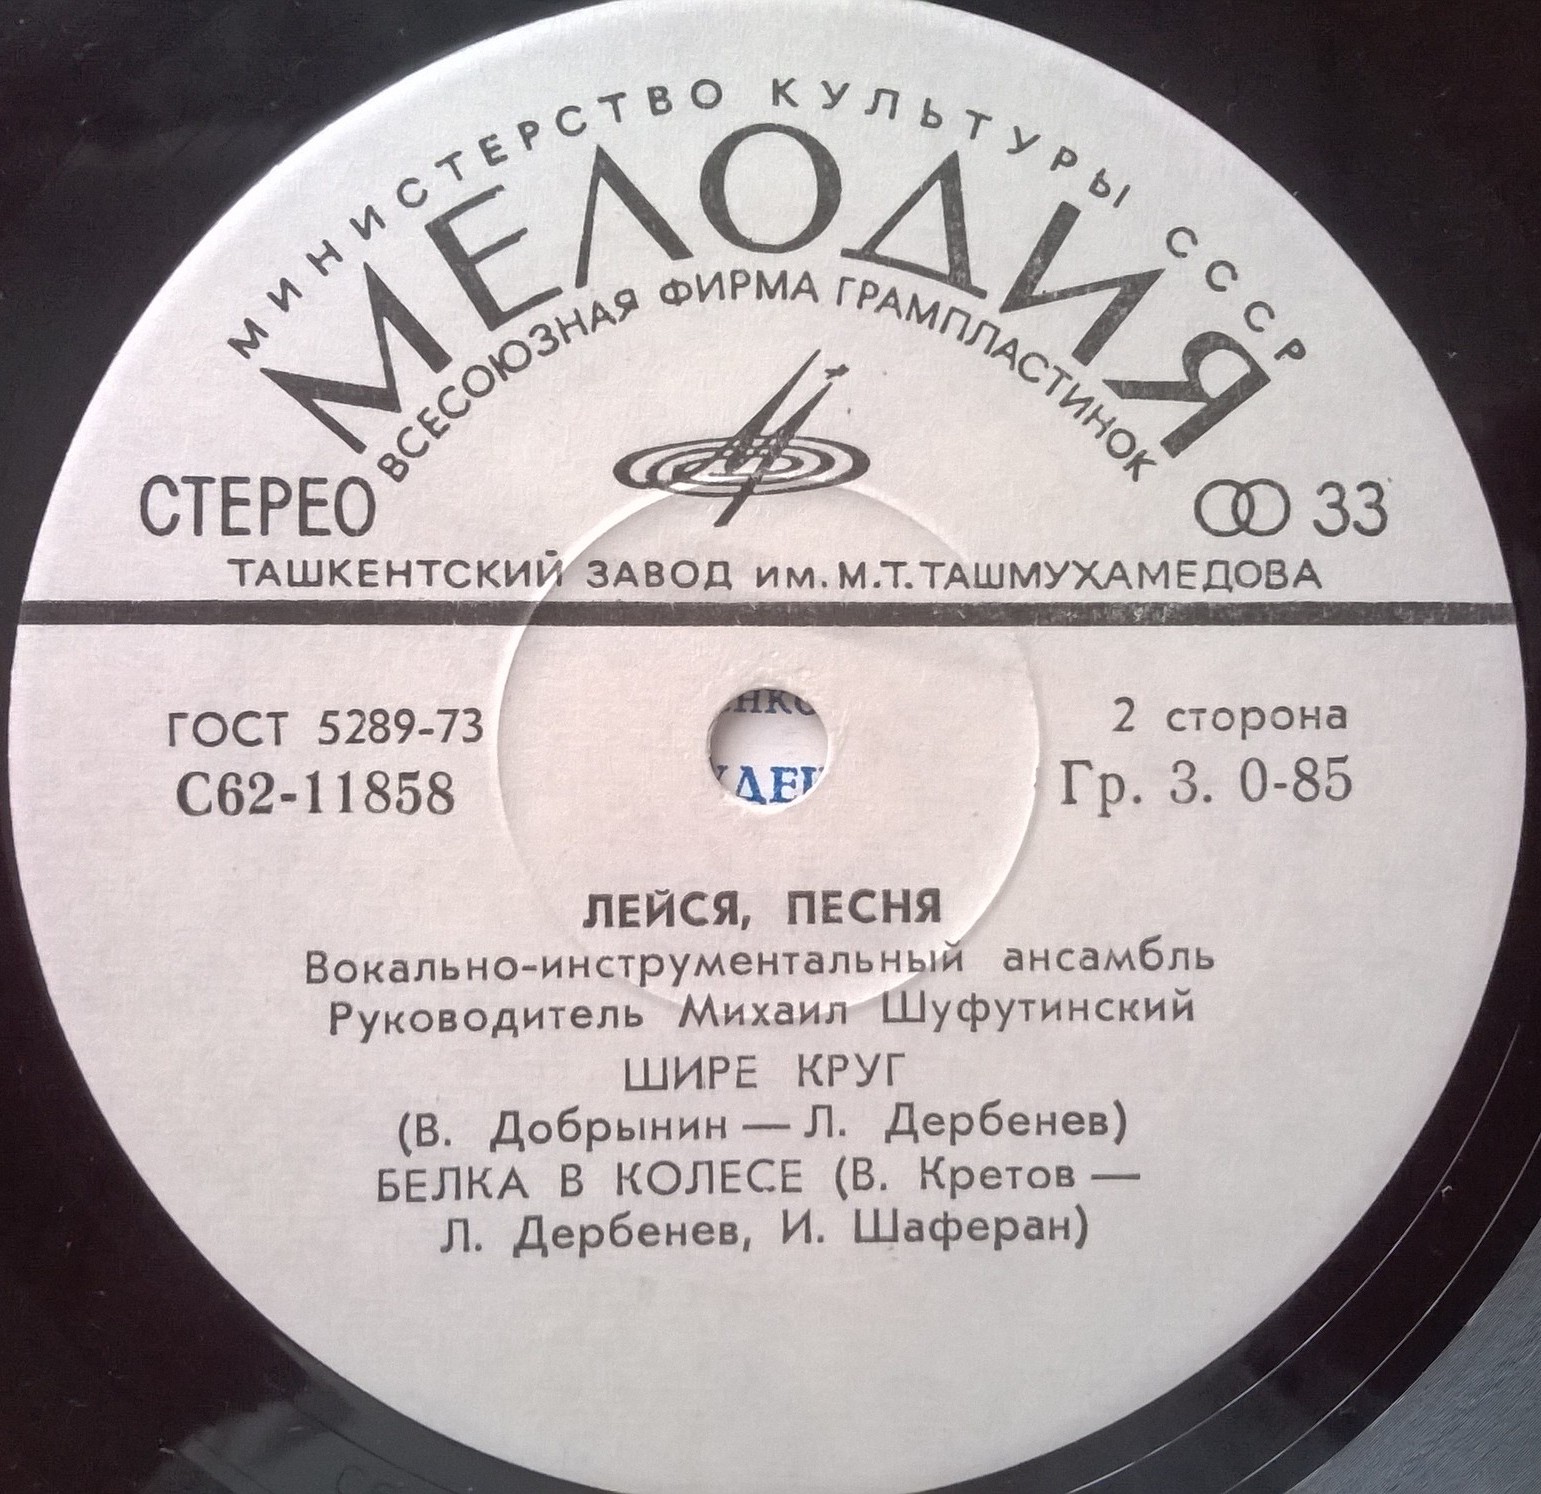 МИНИСТЕРСТВО КУЛЬТУРЫ СССР
МЕЛОДИЯ
ВСЕСОЮЗНАЯ ФИРМА ГРАМПЛАСТИНОК
СТЕРЕО
33
ТАШКЕНТСКИЙ ЗАВОД им. М.Т. ТАШМУХАМЕДОВА
ГОСТ 5289-73
2 сторона
С62-11858
Гр. 3. 0-85
ЛЕЙСЯ, ПЕСНЯ
Вокально-инструментальный ансамбль
Руководитель Михаил Шуфутинский
ШИРЕ КРУГ
(В. Добрынин — Л. Дербенев)
БЕЛКА В КОЛЕСЕ (В. Кретов —
Л. Дербенев, И. Шаферан)